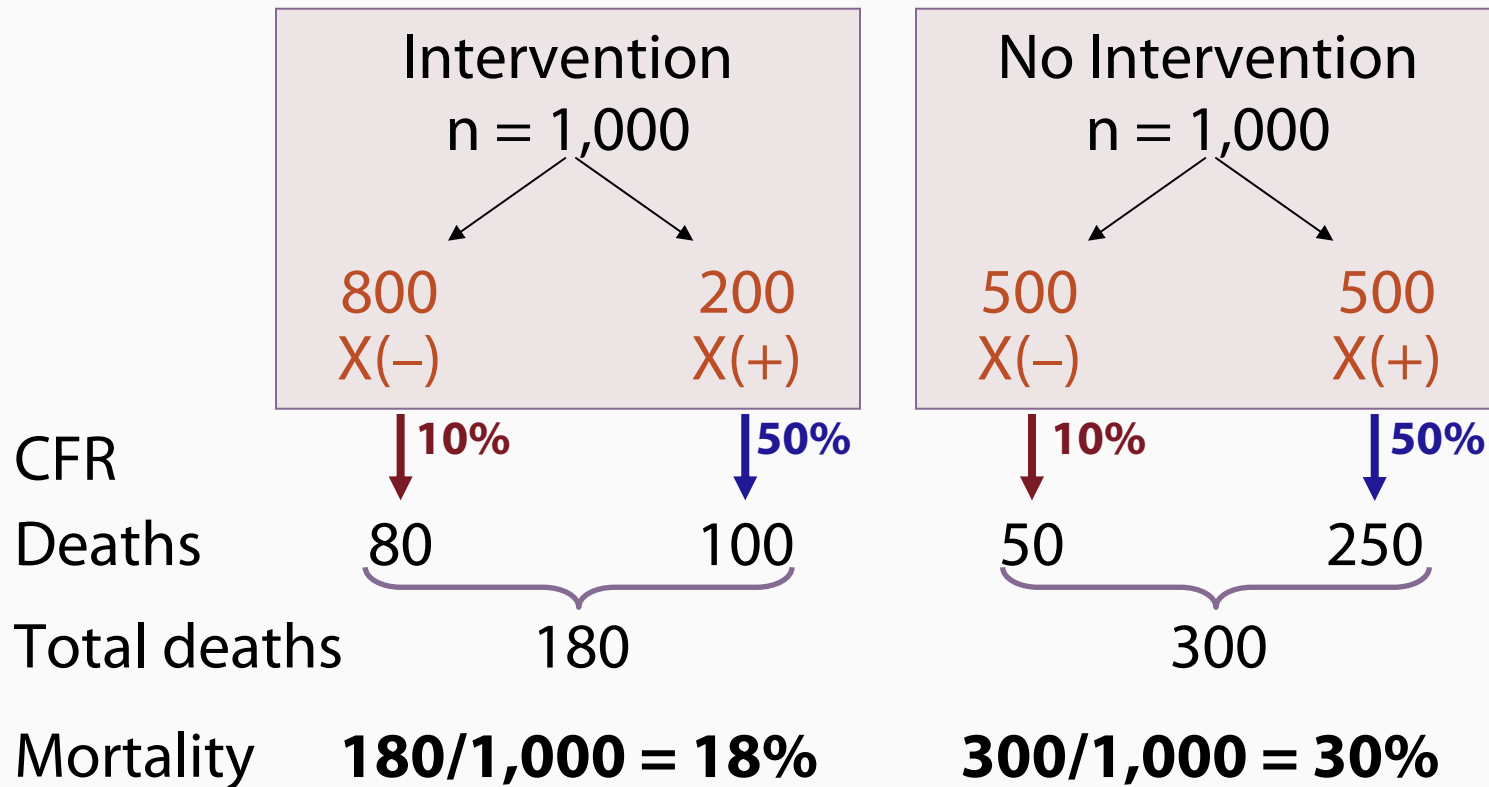 Intervention
n = 1,000
No Intervention
n = 1,000
800
200
500
500
X(–)
X(+)
X(–)
X(+)
CFR
10%
50%
10%
50%
Deaths 80 100 50 250
Total deaths 180 300
Mortality 180/1,000 = 18% 300/1,000 = 30%